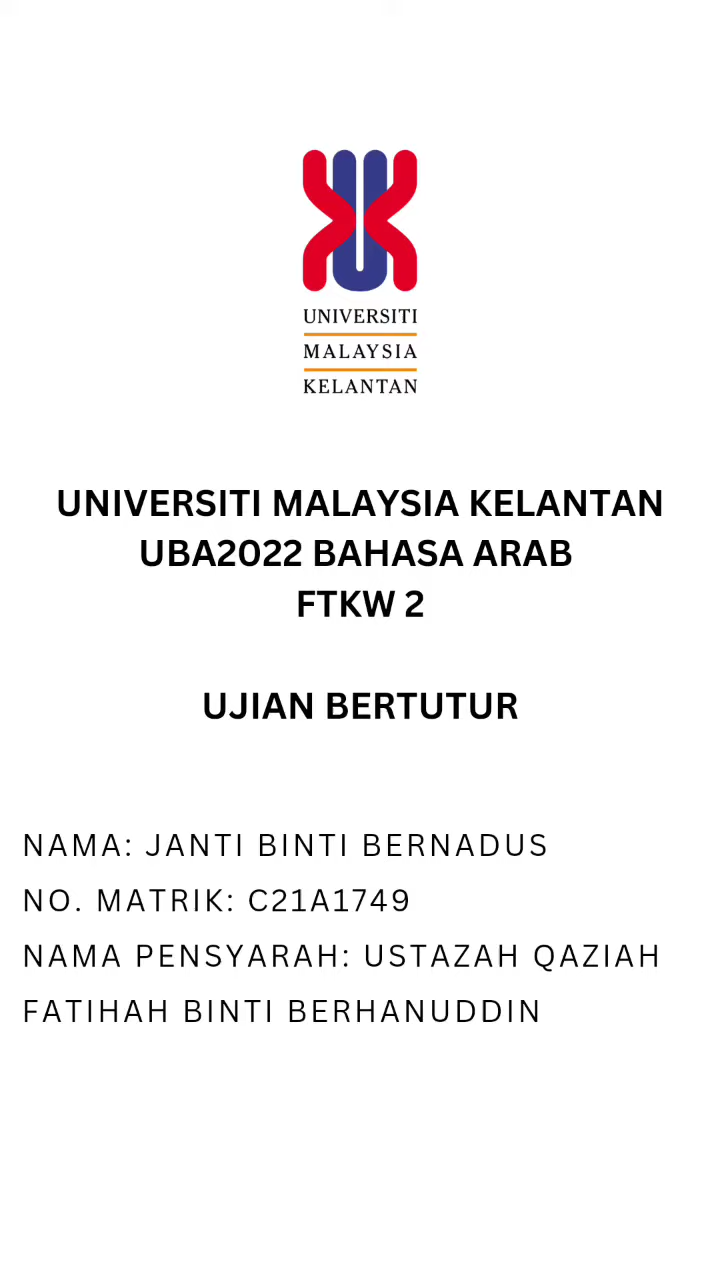 UNIVERSITI
MALAYSIA
KELANTAN
UNIVERSITI MALAYSIA KELANTAN
UBA2022 BAHASA ARAB
FTKW 2
UJIAN BERTUTUR
NAMA: JANTI BINTI BERNADUS
NO. MATRIK: C21A1749
NAMA PENSYARAH: USTAZAH QAZIAH
FATIHAH BINTI BERHANUDDIN